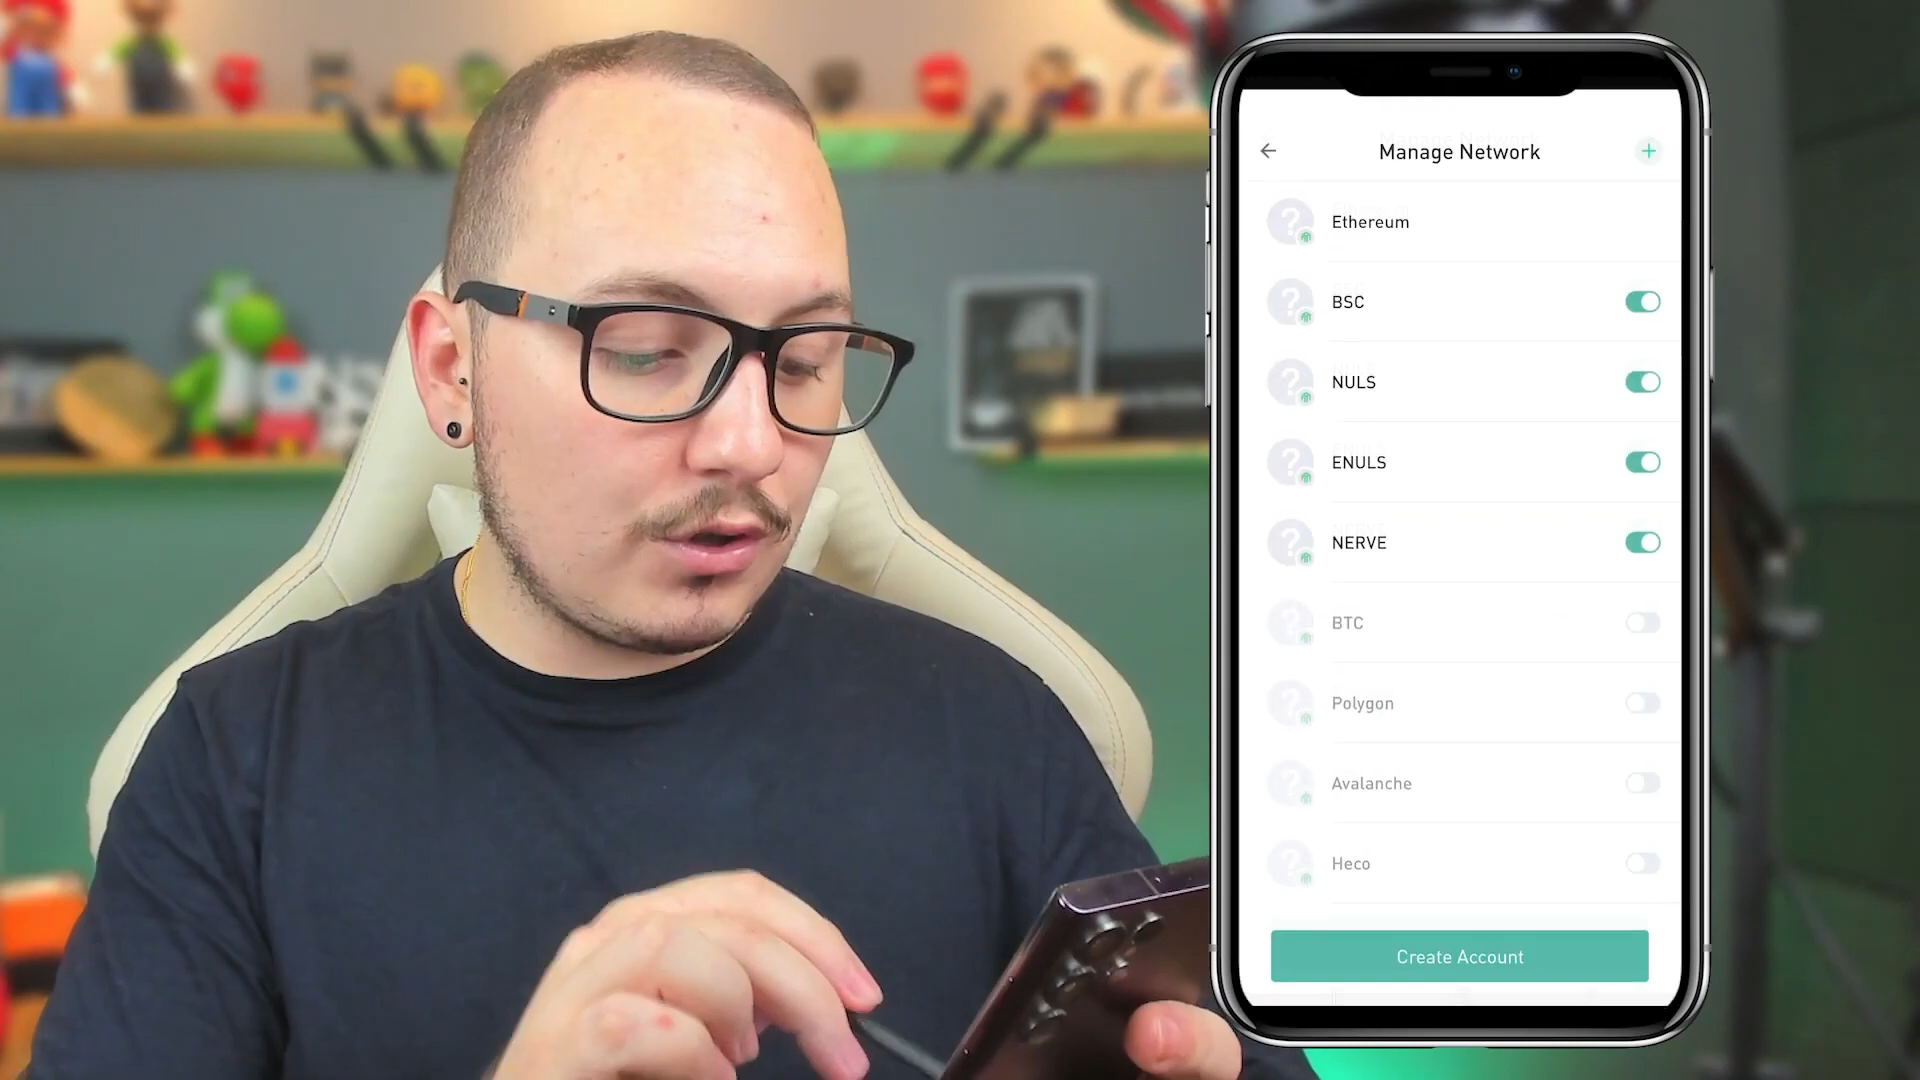 Manage Network
Ethereum
BSC
NULS
ENULS
NERVE
BTC
Polygon
Avalanche
Heco
Create Account